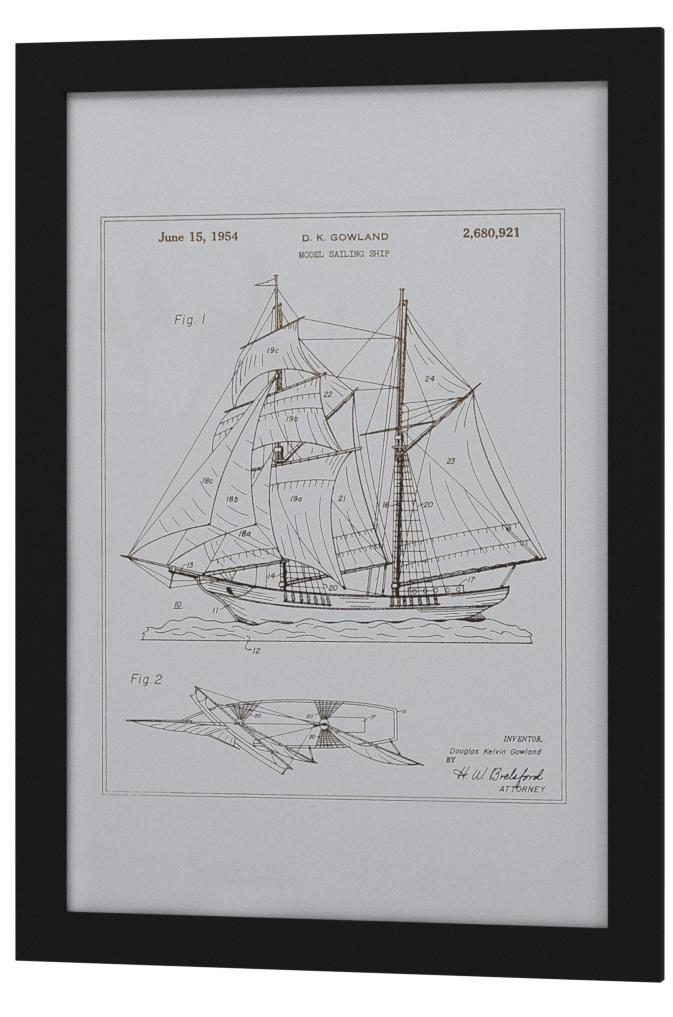 June 15, 1954 D. K. GOWLAND 2,680,921
MODEL SAILING SHIP
Fig. 1
19c
24
22
19b
23
18c
18b
19a
21
16
20
18a
13
14
20
17
10
11
12
Fig. 2
20
20
17
11
20
INVENTOR.
Douglas Kelvin Gowland
BY
H. W. Brelsford
ATTORNEY